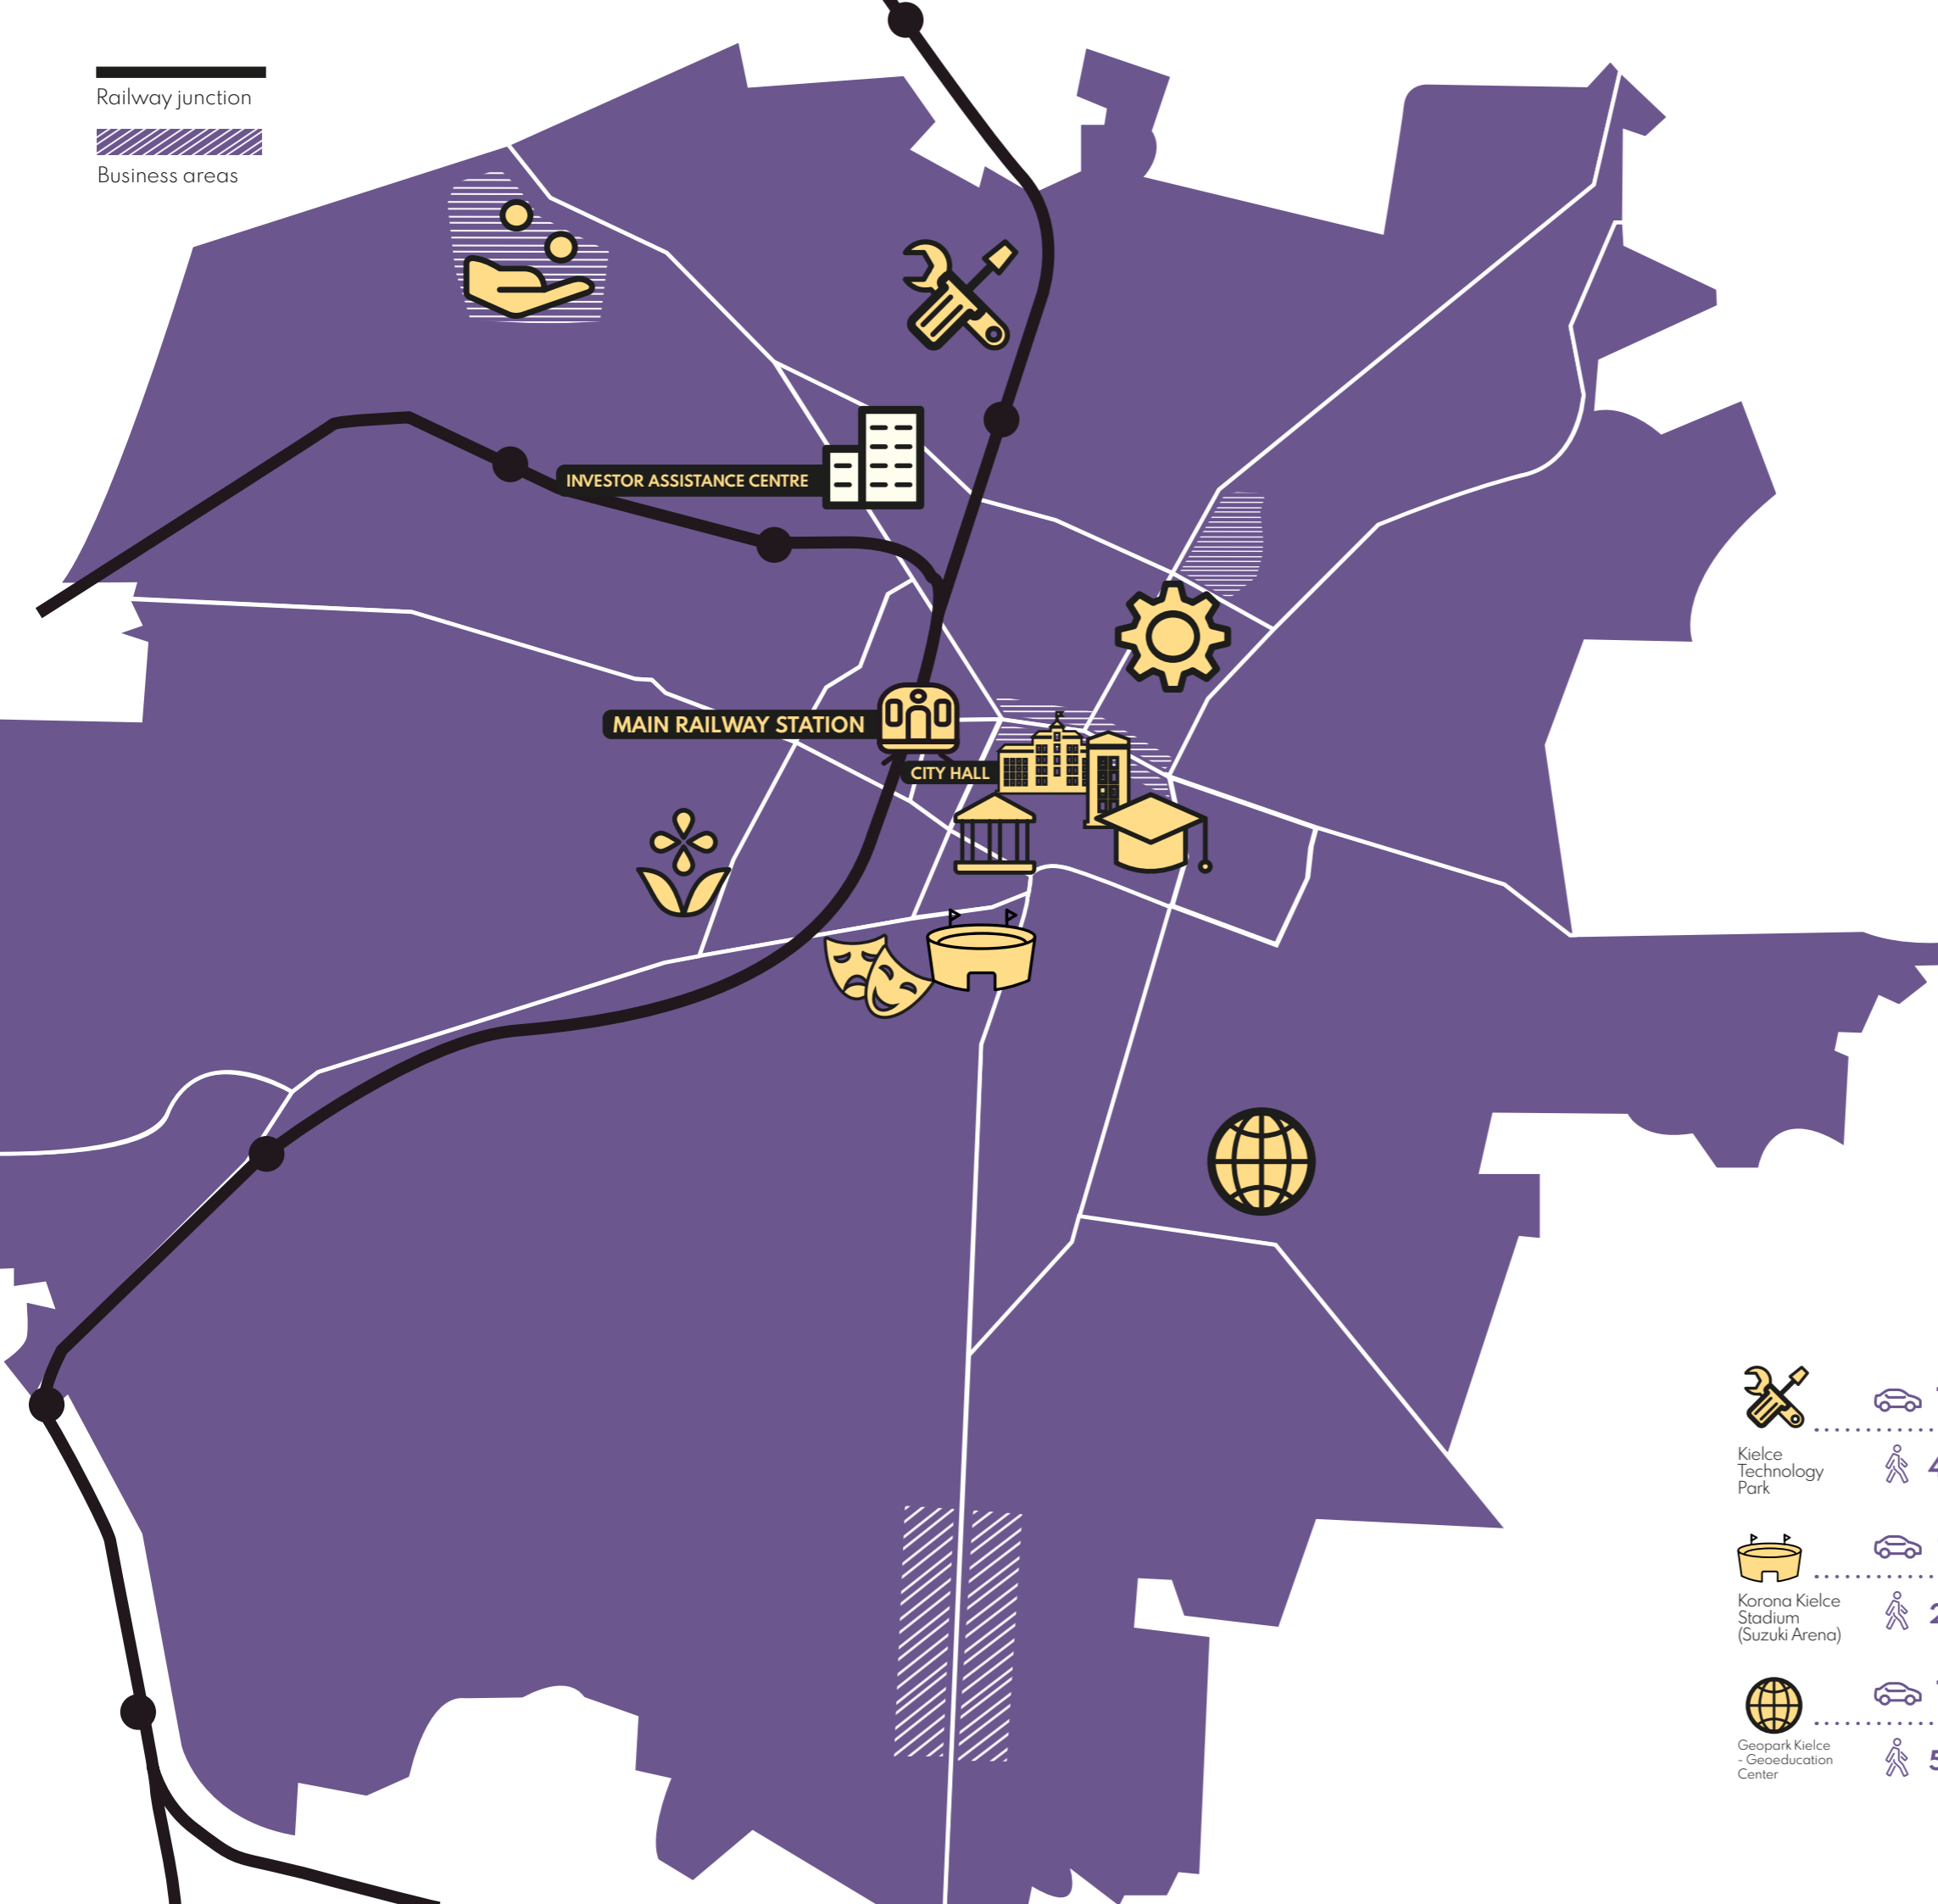 Railway junction
Business areas
INVESTOR ASSISTANCE CENTRE
MAIN RAILWAY STATION
CITY HALL
Kielce
Technology
Park
Korona Kielce
Stadium
(Suzuki Arena)
Geopark Kielce
- Geoeducation
Center